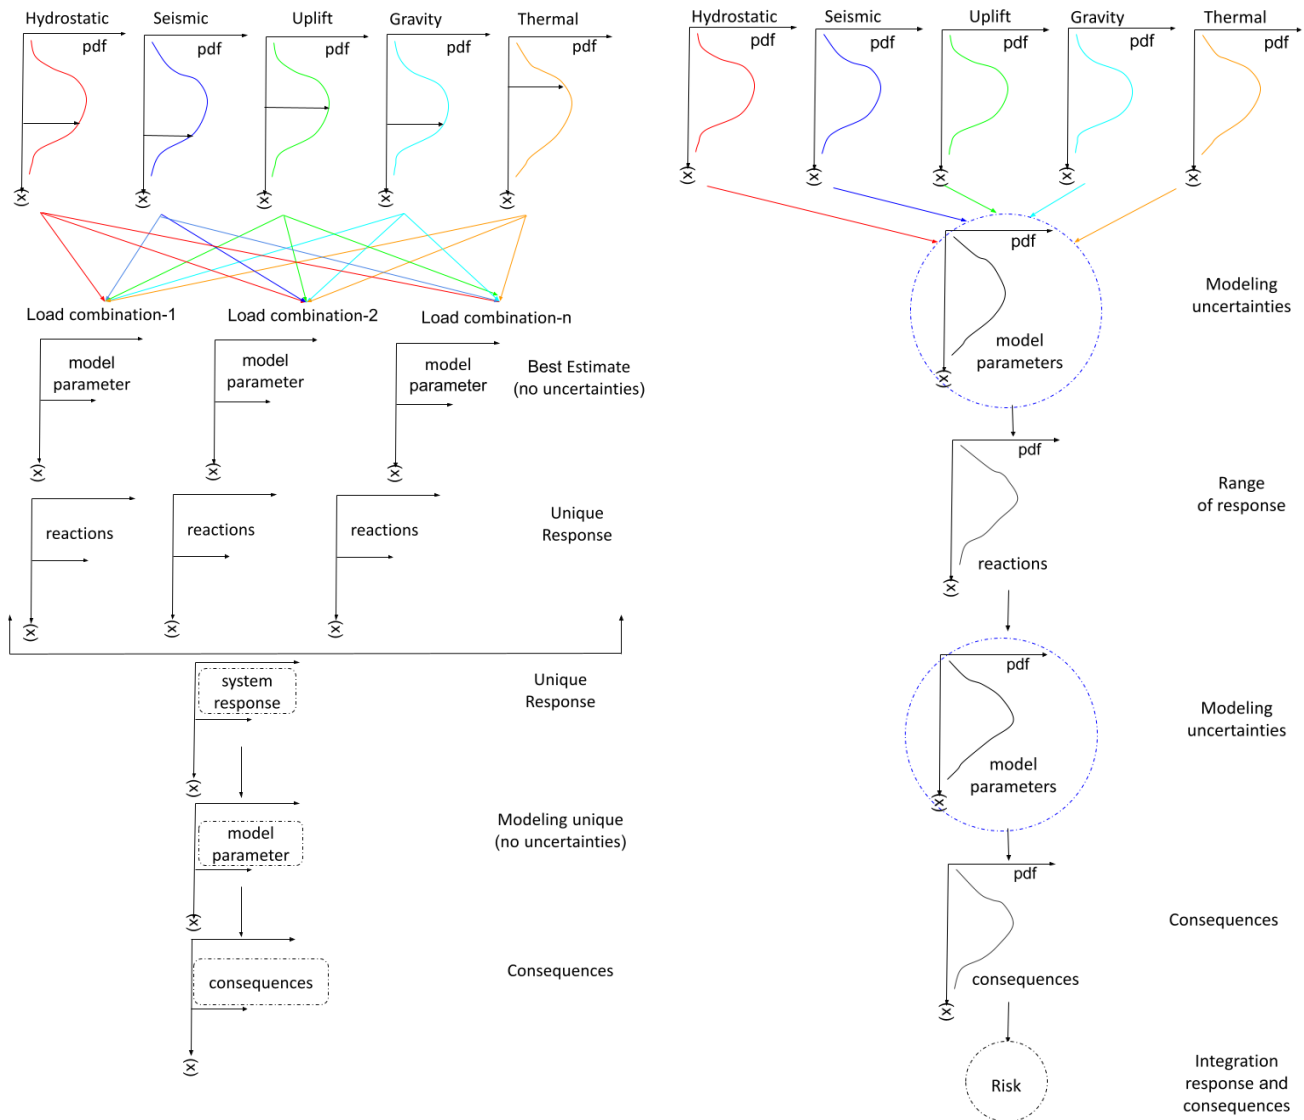 Hydrostatic
Seismic
Uplift
Gravity
Thermal
pdf
pdf
pdf
pdf
pdf
(x)
(x)
(x)
(x)
(x)
Load combination-1
Load combination-2
Load combination-n
model
parameter
model
parameter
model
parameter
Best Estimate
(no uncertainties)
(x)
(x)
(x)
reactions
reactions
reactions
Unique
Response
(x)
(x)
(x)
system
response
Unique
Response
(x)
model
parameter
Modeling unique
(no uncertainties)
(x)
consequences
Consequences
(x)
Hydrostatic
Seismic
Uplift
Gravity
Thermal
pdf
pdf
pdf
pdf
pdf
(x)
(x)
(x)
(x)
(x)
pdf
model
parameters
(x)
Modeling
uncertainties
pdf
reactions
(x)
Range
of response
pdf
model
parameters
(x)
Modeling
uncertainties
pdf
consequences
(x)
Consequences
Risk
Integration
response and
consequences